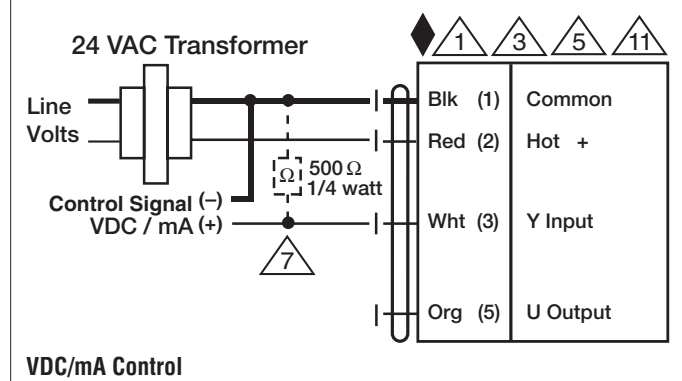 24 VAC Transformer
1 3 5 11
Line
Volts
Blk (1) Common
Red (2) Hot +
Ω 500 Ω
1/4 watt
Control Signal (–)
VDC / mA (+)
Wht (3) Y Input
7
Org (5) U Output
VDC/mA Control